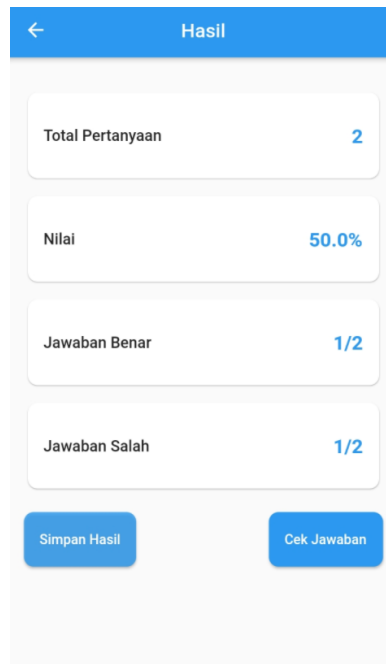 Hasil
Total Pertanyaan 2
Nilai 50.0%
Jawaban Benar 1/2
Jawaban Salah 1/2
Simpan Hasil Cek Jawaban